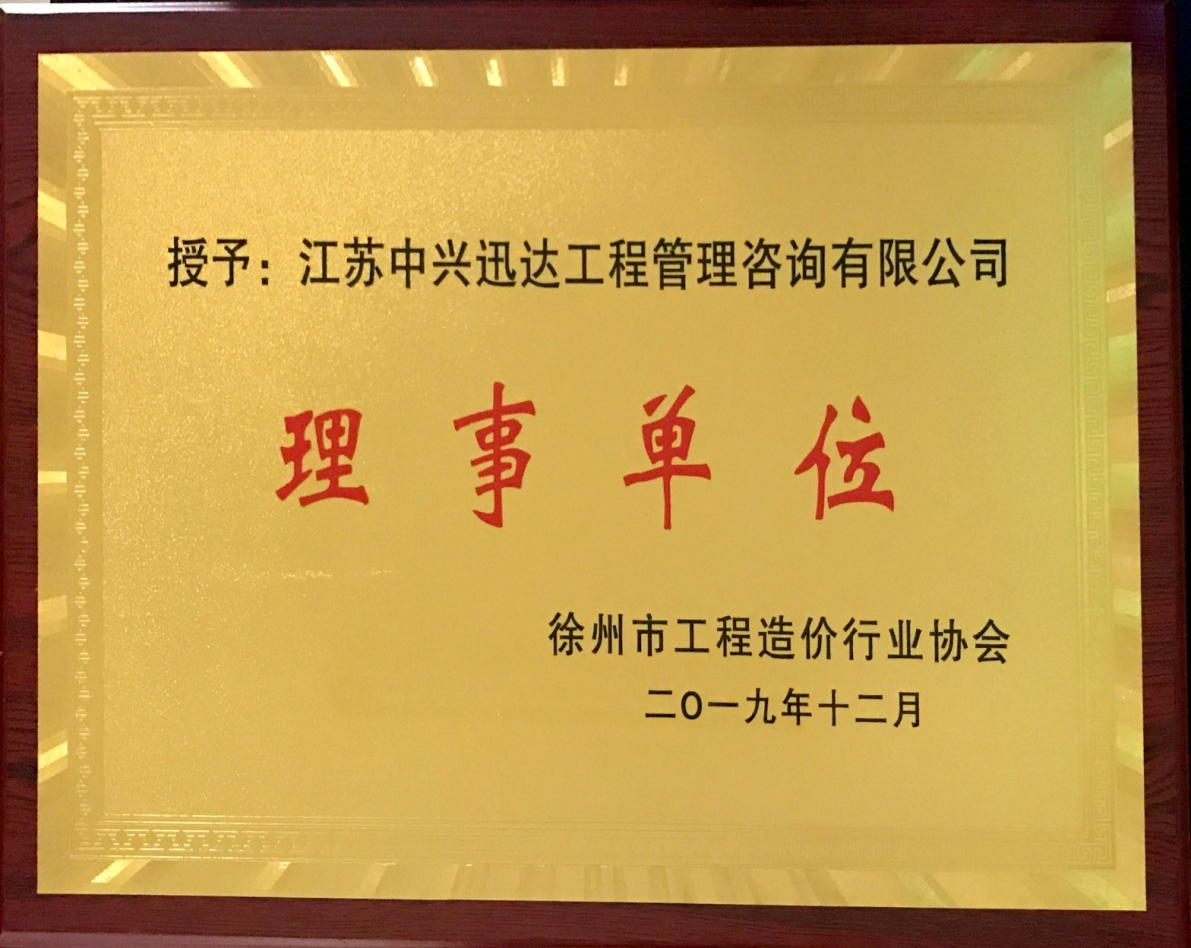 授予：江苏中兴迅达工程管理咨询有限公司
理事单位
徐州市工程造价行业协会
二O一九年十二月